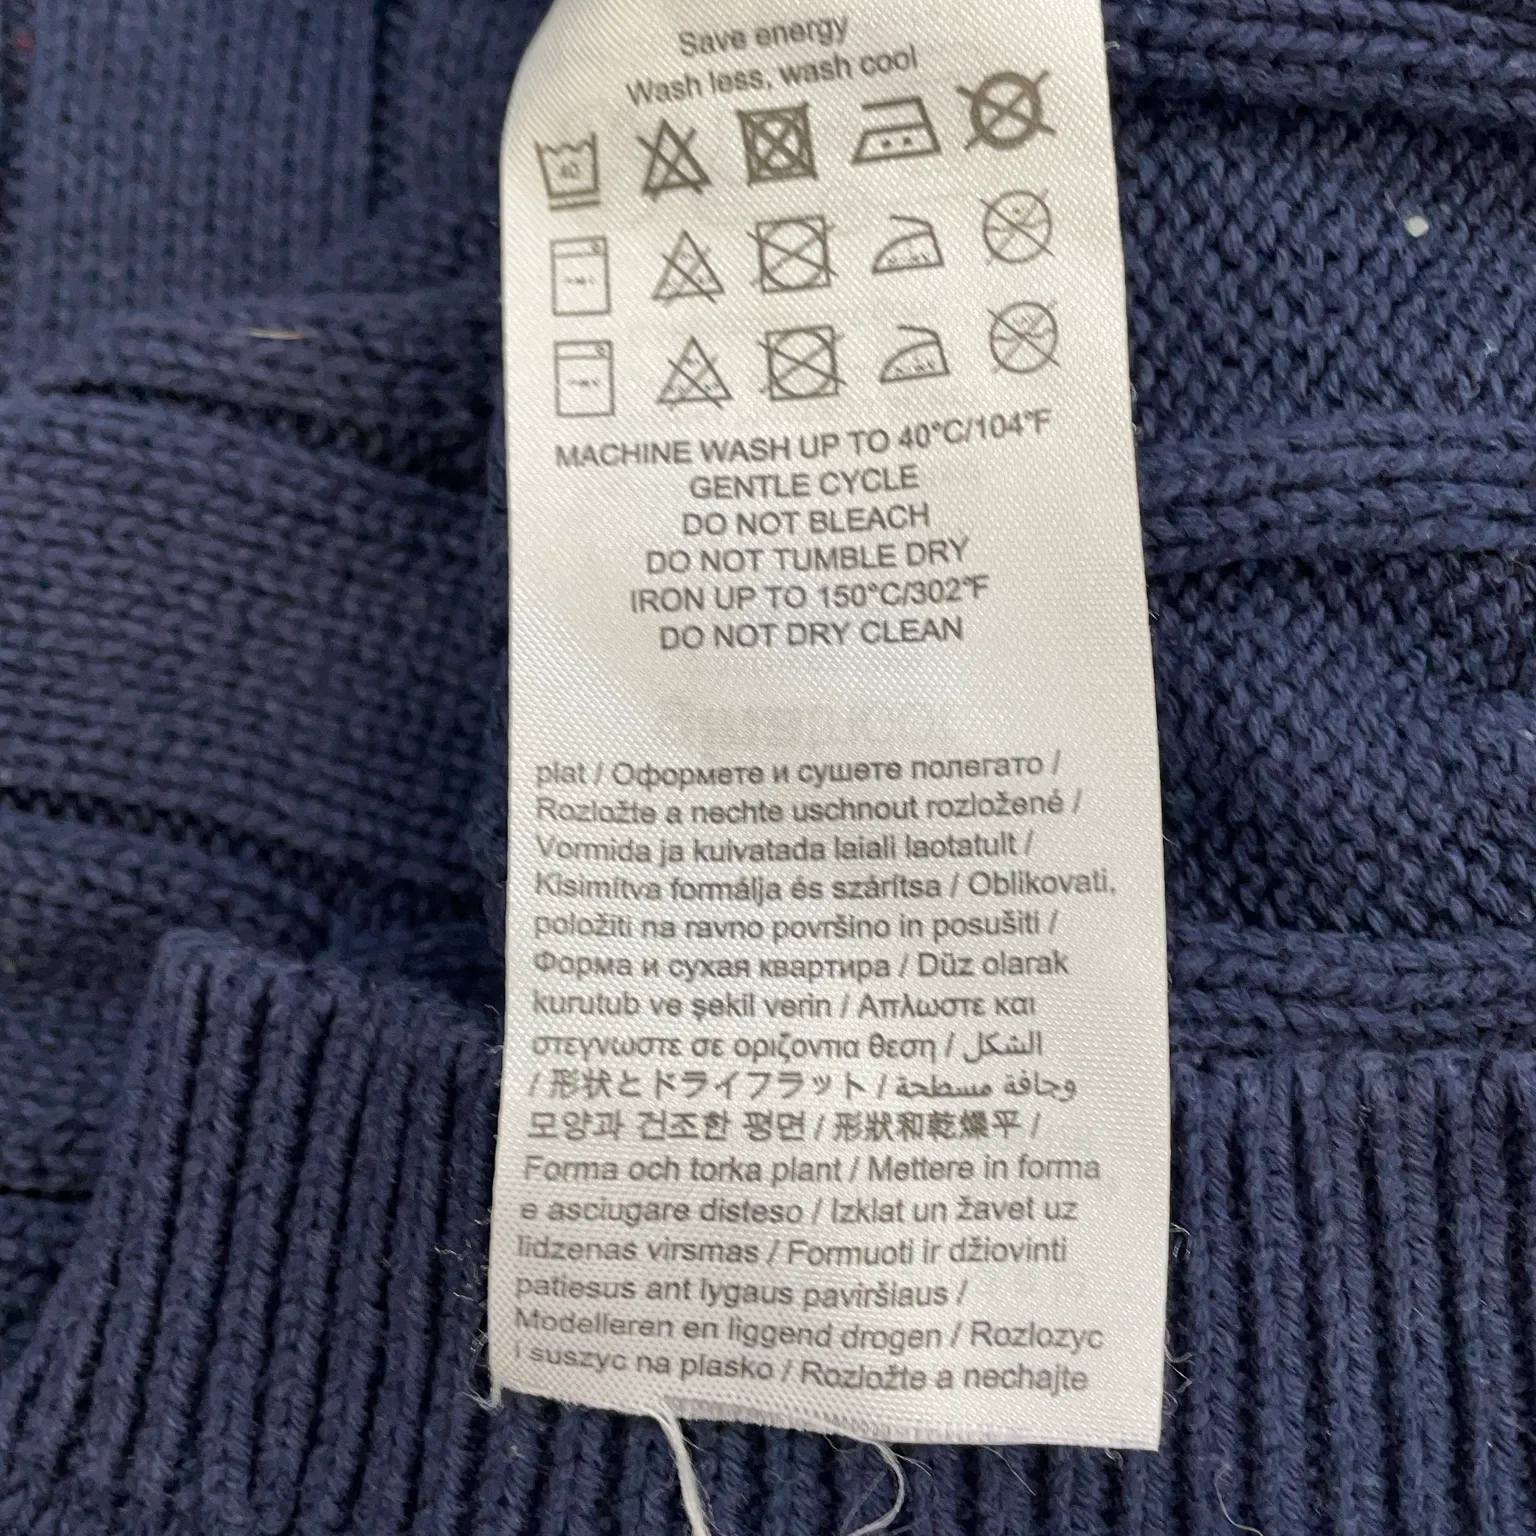 Save energy
Wash less, wash cool
40
MACHINE WASH UP TO 40°C/104°F
GENTLE CYCLE
DO NOT BLEACH
DO NOT TUMBLE DRY
IRON UP TO 150°C/302°F
DO NOT DRY CLEAN
plat / Оформете и сушете полегато /
Rozložte a nechte uschnout rozložené /
Vormida ja kuivatada laiali laotatult /
Kisimítva formálja és szárítsa / Oblikovati,
položiti na ravno površino in posušiti /
Форма и сухая квартира / Düz olarak
kurutub ve şekil verin / Απλωστε και
στεγνωστε σε οριζοντια θεση / الشكل
/ 形状とドライフラット / وجافة مسطحة
모양과 건조한 평면 / 形狀和乾燥平 /
Forma och torka plant / Mettere in forma
e asciugare disteso / Izklat un žavet uz
lidzenas virsmas / Formuoti ir džiovinti
patiesus ant lygaus paviršiaus /
Modelleren en liggend drogen / Rozlozyc
i suszyc na plasko / Rozložte a nechajte